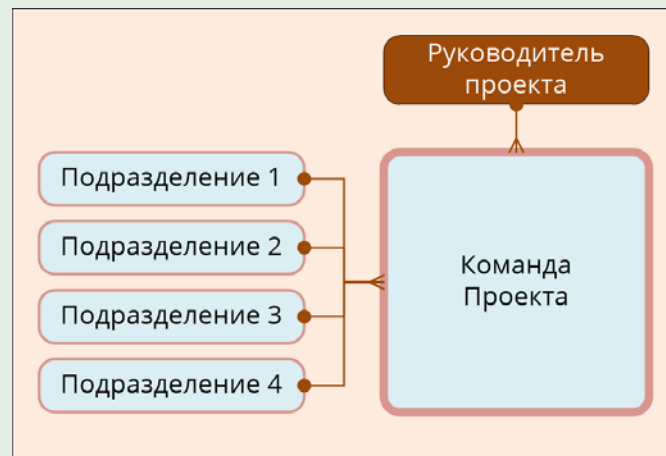 Руководитель
проекта
Подразделение 1
Подразделение 2
Подразделение 3
Подразделение 4
Команда
Проекта